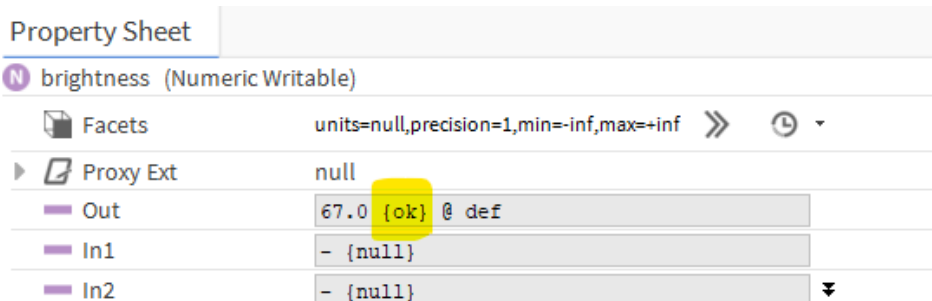 Property Sheet
N brightness (Numeric Writable)
Facets units=null,precision=1,min=-inf,max=+inf
Proxy Ext null
Out 67.0 {ok} @ def
In1 - {null}
In2 - {null}